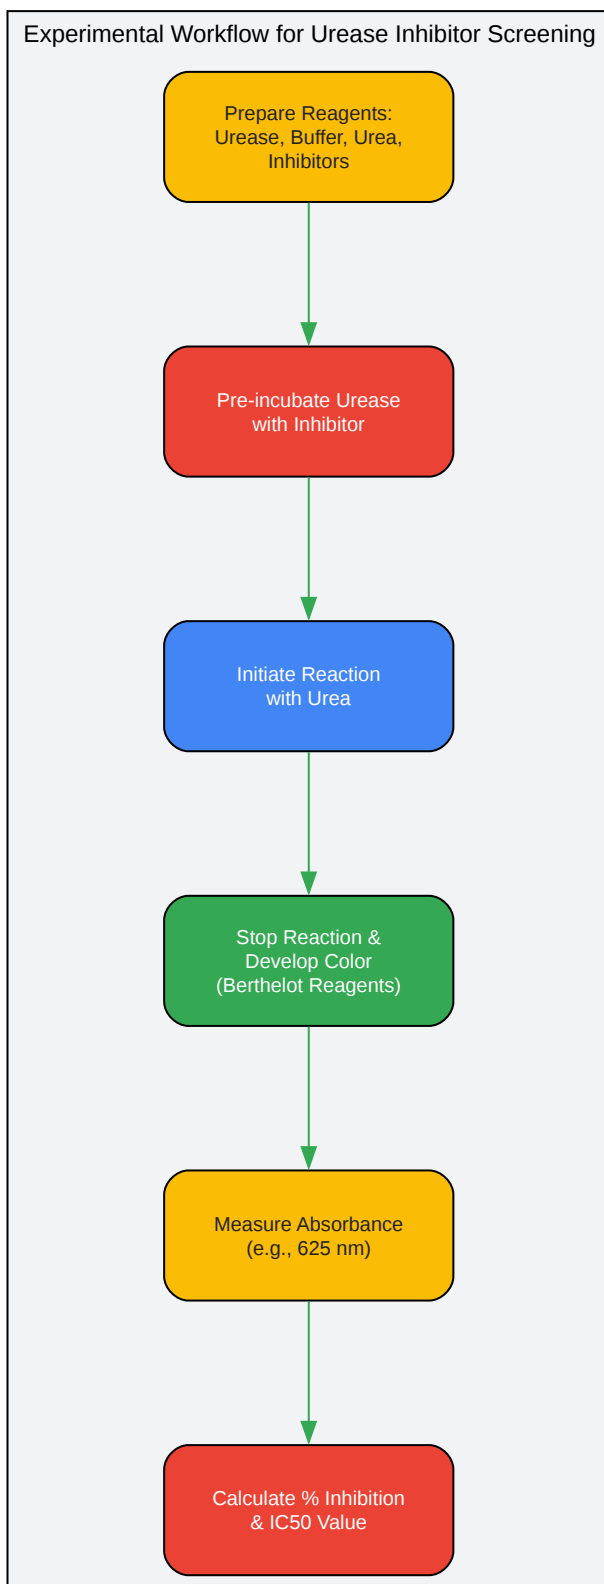 Experimental Workflow for Urease Inhibitor Screening
Prepare Reagents:
Urease, Buffer, Urea,
Inhibitors
Pre-incubate Urease
with Inhibitor
Initiate Reaction
with Urea
Stop Reaction &
Develop Color
(Berthelot Reagents)
Measure Absorbance
(e.g., 625 nm)
Calculate % Inhibition
& IC50 Value